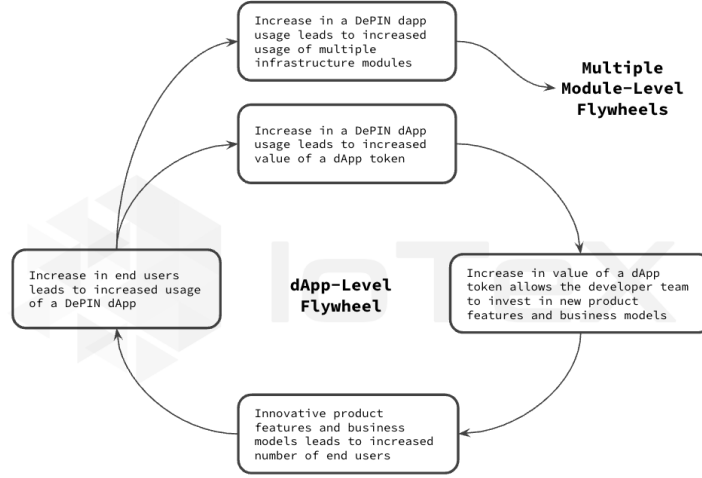 Increase in a DePIN dapp
usage leads to increased
usage of multiple
infrastructure modules
Multiple
Module-Level
Flywheels
Increase in a DePIN dApp
usage leads to increased
value of a dApp token
Increase in end users
leads to increased usage
of a DePIN dApp
dApp-Level
Flywheel
Increase in value of a dApp
token allows the developer team
to invest in new product
features and business models
Innovative product
features and business
models leads to increased
number of end users
IoTeX